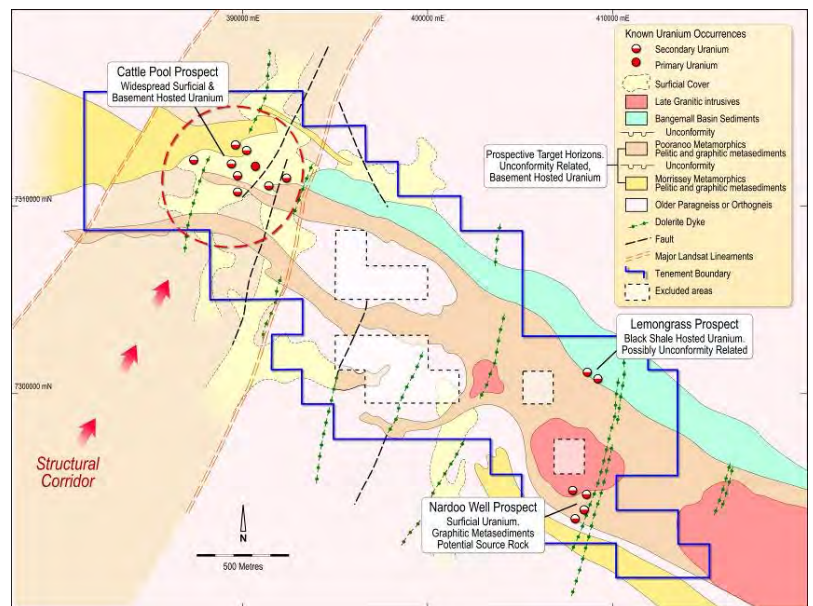 390000 mE
400000 mE
410000 mE
7310000 mN
7300000 mN
Cattle Pool Prospect
Widespread Surficial &
Basement Hosted Uranium
Known Uranium Occurrences
Secondary Uranium
Primary Uranium
Surficial Cover
Late Granitic intrusives
Bangemall Basin Sediments
Unconformity
Pooranoo Metamorphics
Pelitic and graphitic metasediments
Unconformity
Morrissey Metamorphics
Pelitic and graphitic metasediments
Older Paragneiss or Orthogneis
Dolerite Dyke
Fault
Major Landsat Lineaments
Tenement Boundary
Excluded areas
Prospective Target Horizons.
Unconformity Related,
Basement Hosted Uranium
Lemongrass Prospect
Black Shale Hosted Uranium.
Possibly Unconformity Related
Structural
Corridor
N
500 Metres
Nardoo Well Prospect
Surficial Uranium.
Graphitic Metasediments
Potential Source Rock